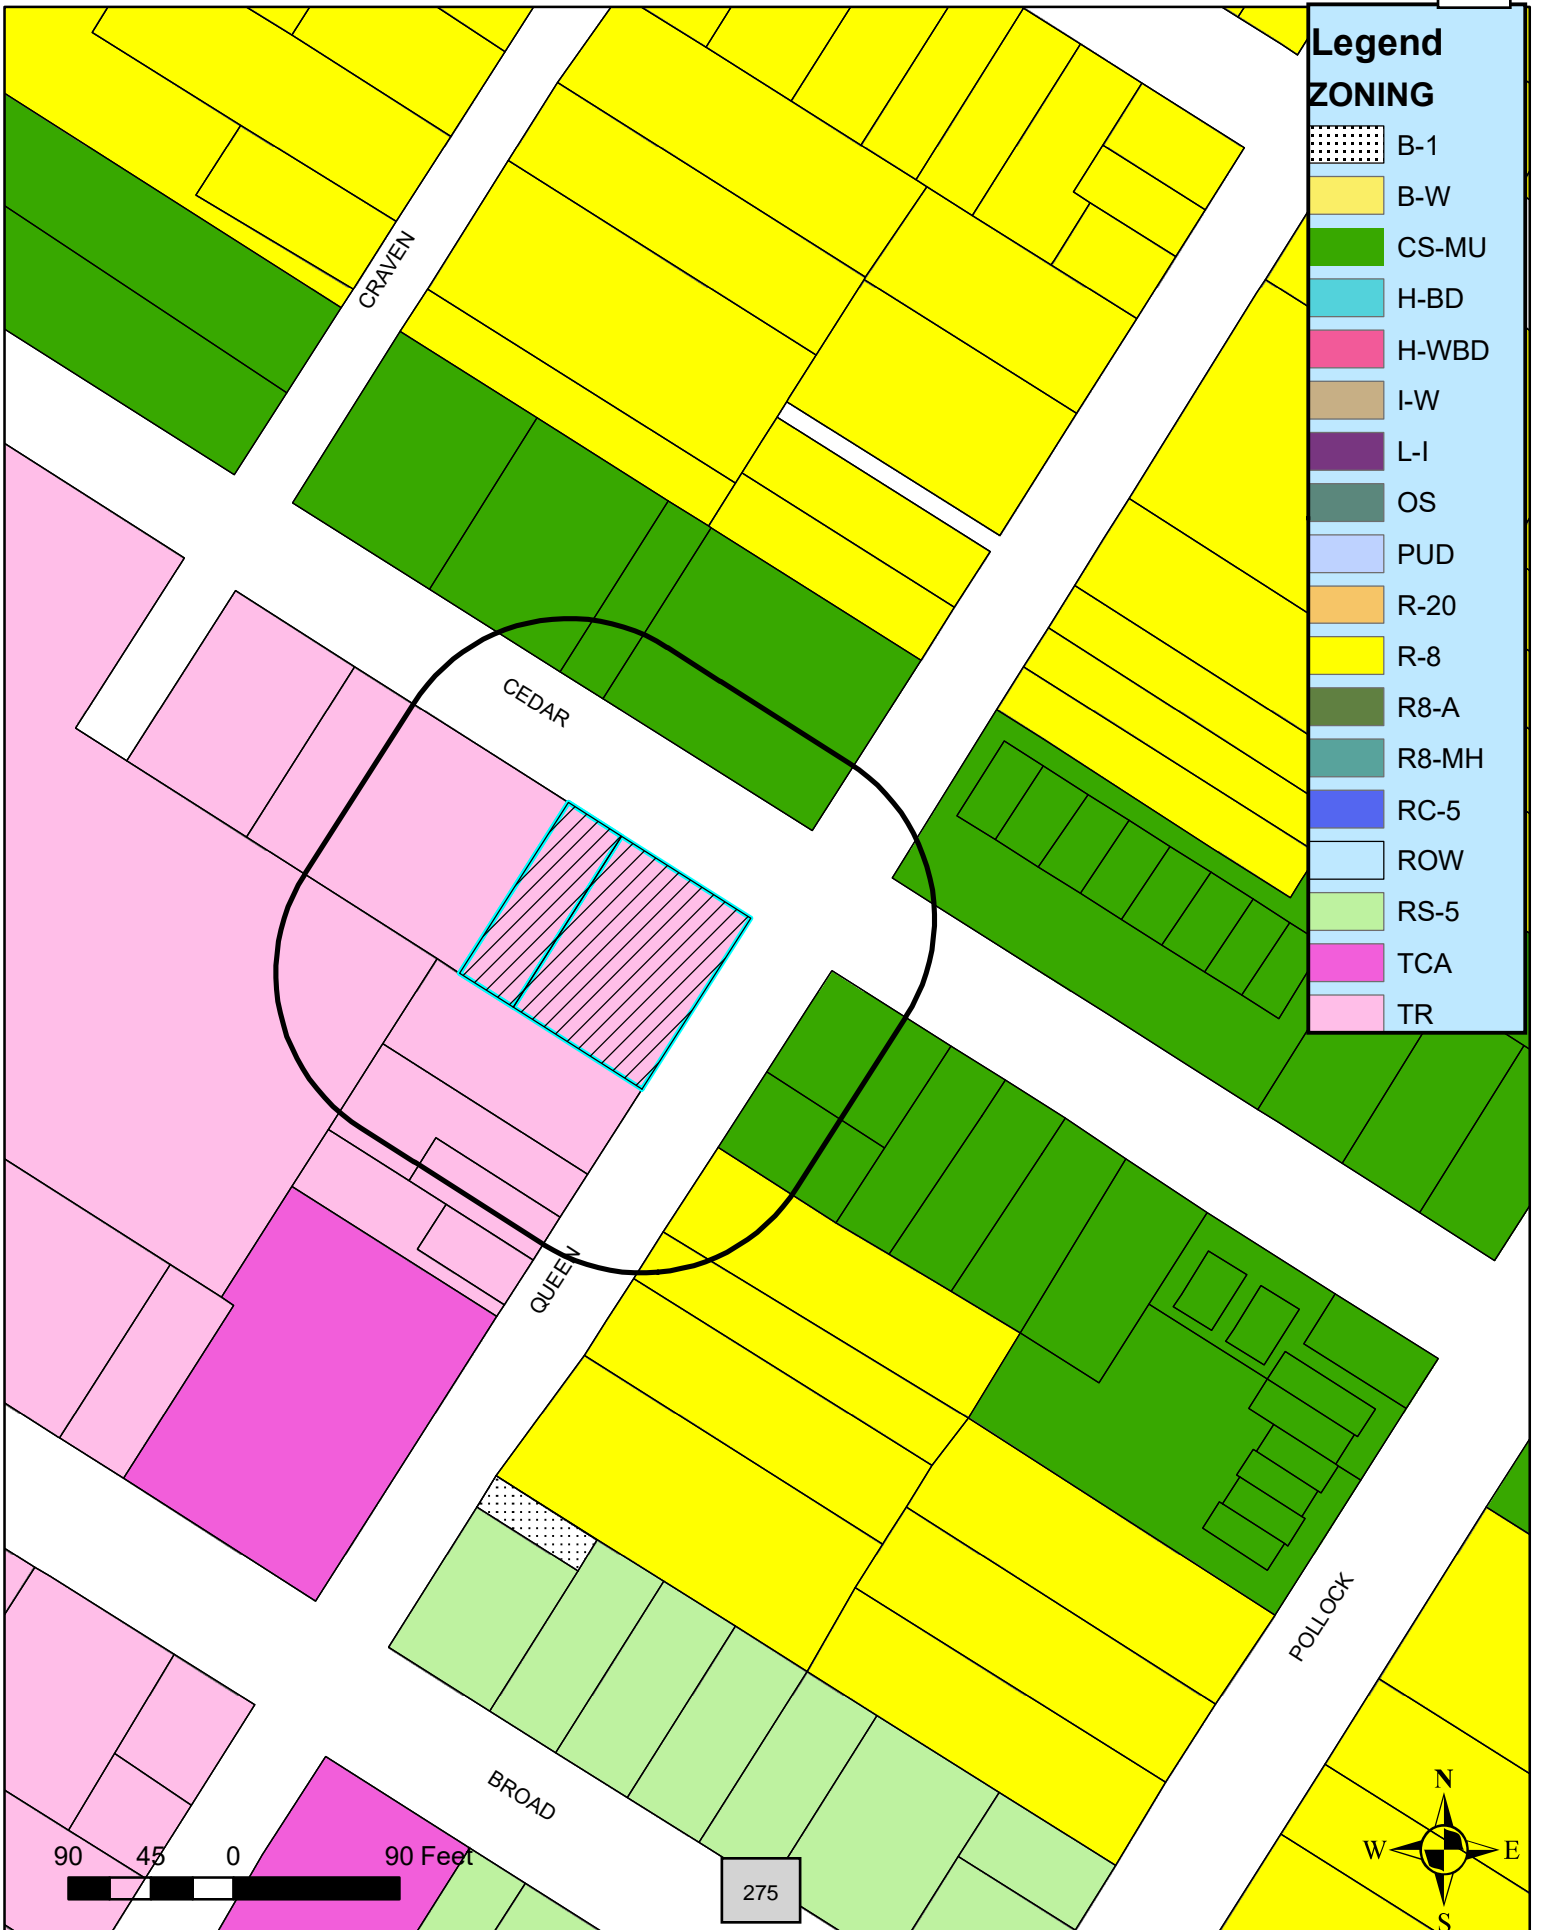 Legend
ZONING
B-1
B-W
CS-MU
H-BD
H-WBD
I-W
L-I
OS
PUD
R-20
R-8
R8-A
R8-MH
RC-5
ROW
RS-5
TCA
TR
CRAVEN
CEDAR
QUEEN
POLLOCK
BROAD
90 45 0 90 Feet
275
N
W E
S